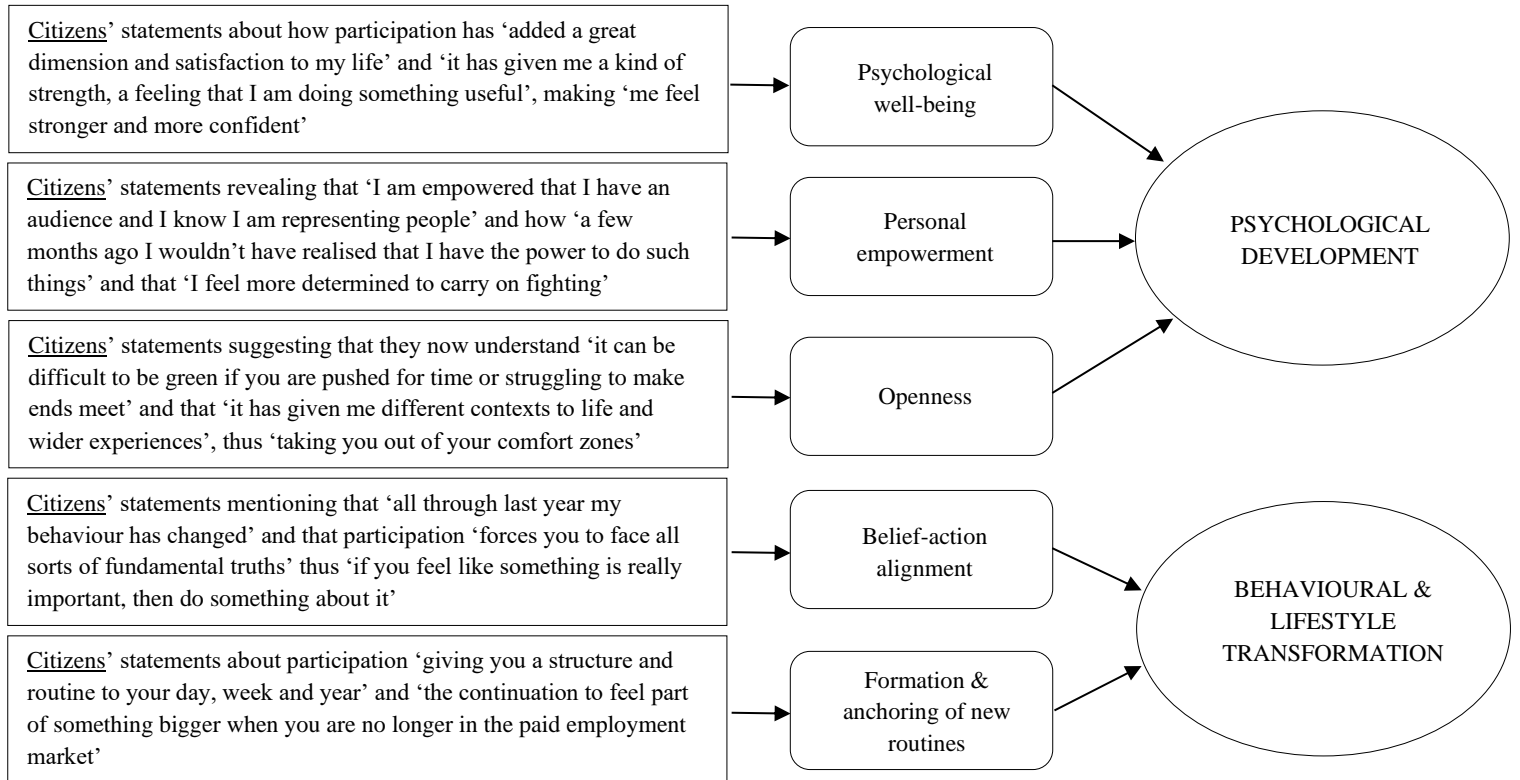 Citizens’ statements about how participation has ‘added a great
dimension and satisfaction to my life’ and ‘it has given me a kind of
strength, a feeling that I am doing something useful’, making ‘me feel
stronger and more confident’
Psychological
well-being
Citizens’ statements revealing that ‘I am empowered that I have an
audience and I know I am representing people’ and how ‘a few
months ago I wouldn’t have realised that I have the power to do such
things’ and that ‘I feel more determined to carry on fighting’
Personal
empowerment
PSYCHOLOGICAL
DEVELOPMENT
Citizens’ statements suggesting that they now understand ‘it can be
difficult to be green if you are pushed for time or struggling to make
ends meet’ and that ‘it has given me different contexts to life and
wider experiences’, thus ‘taking you out of your comfort zones’
Openness
Citizens’ statements mentioning that ‘all through last year my
behaviour has changed’ and that participation ‘forces you to face all
sorts of fundamental truths’ thus ‘if you feel like something is really
important, then do something about it’
Belief-action
alignment
BEHAVIOURAL &
LIFESTYLE
TRANSFORMATION
Citizens’ statements about participation ‘giving you a structure and
routine to your day, week and year’ and ‘the continuation to feel part
of something bigger when you are no longer in the paid employment
market’
Formation &
anchoring of new
routines